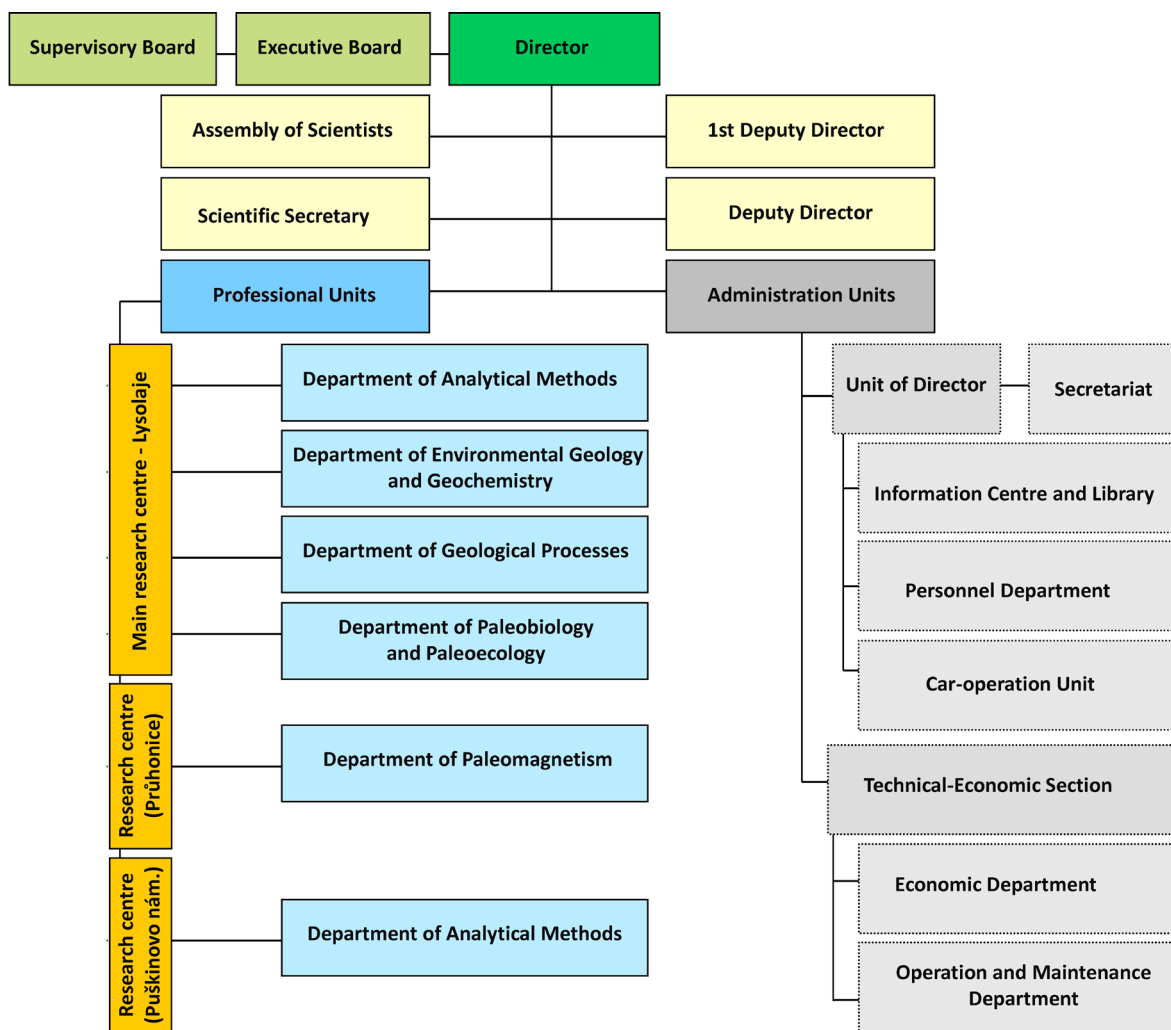 Supervisory Board
Executive Board
Director
Assembly of Scientists
1st Deputy Director
Scientific Secretary
Deputy Director
Professional Units
Administration Units
Main research centre - Lysolaje
Department of Analytical Methods
Department of Environmental Geology
and Geochemistry
Department of Geological Processes
Department of Paleobiology
and Paleoecology
Research centre
(Průhonice)
Department of Paleomagnetism
Research centre
(Puškinovo nám.)
Department of Analytical Methods
Unit of Director
Secretariat
Information Centre and Library
Personnel Department
Car-operation Unit
Technical-Economic Section
Economic Department
Operation and Maintenance
Department